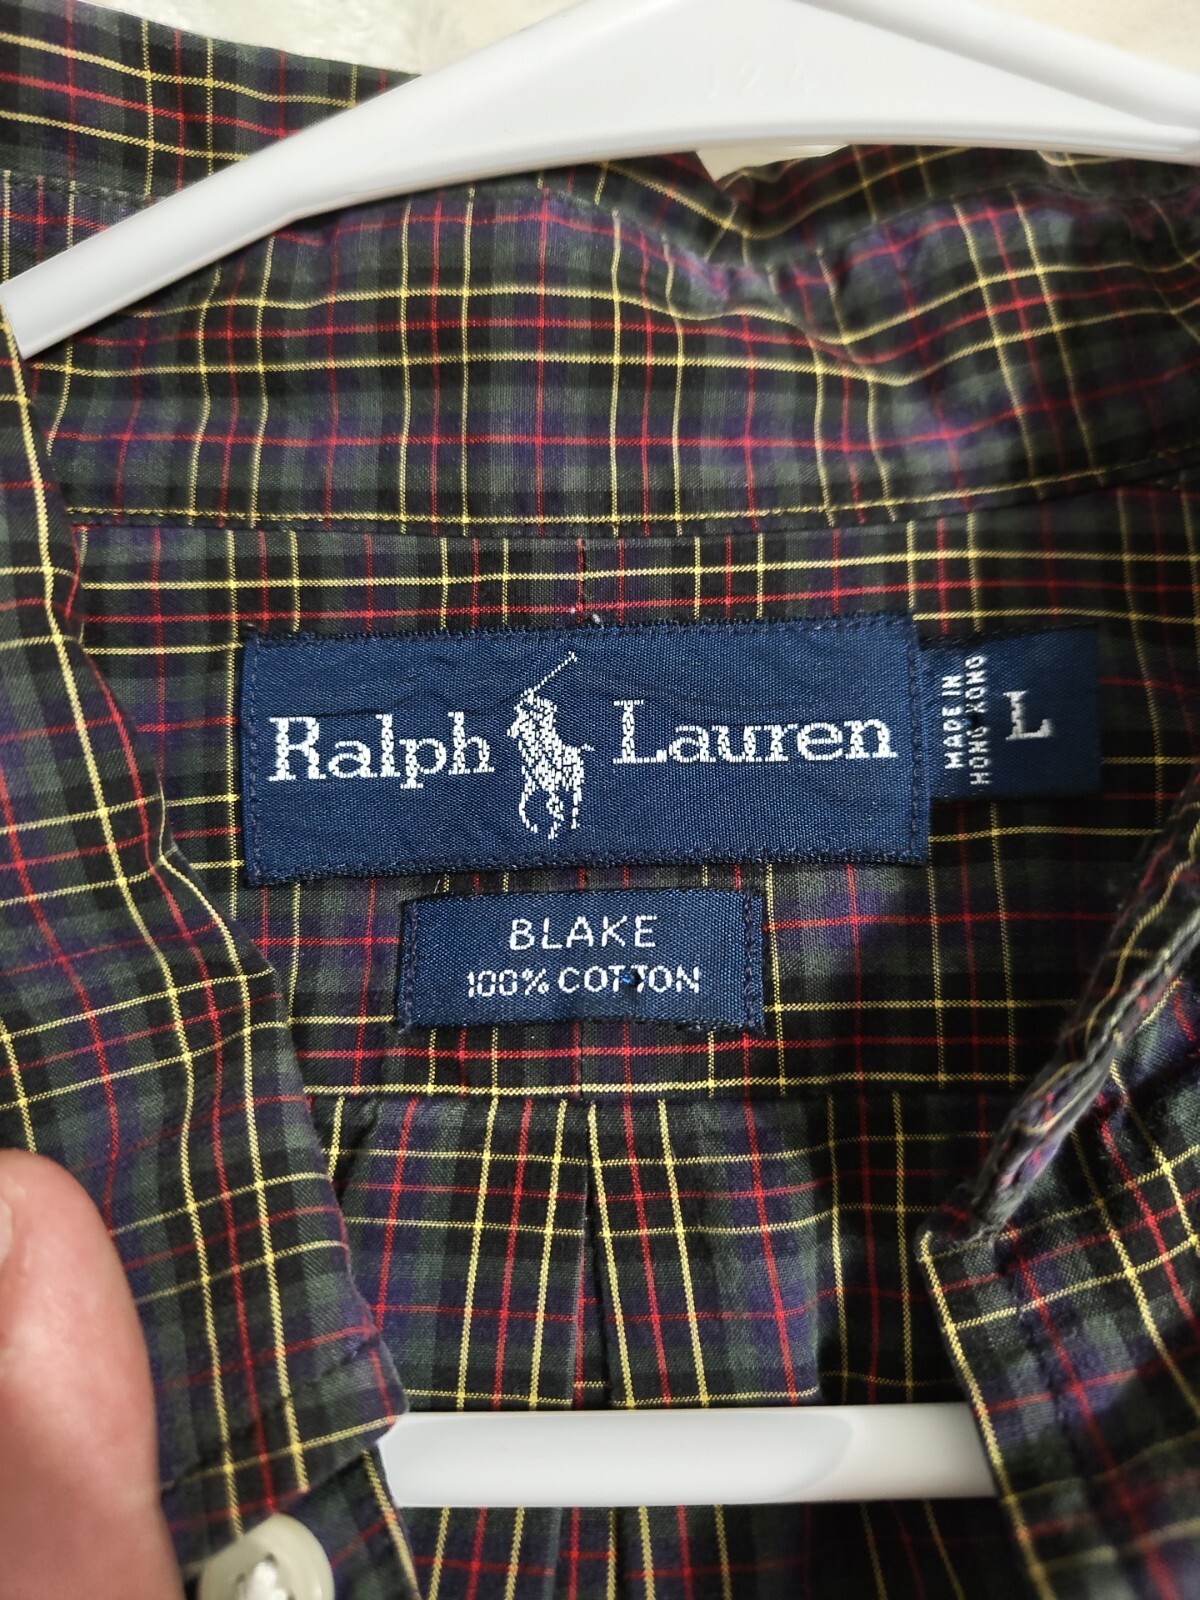 Ralph Lauren
MADE IN
HONG KONG
L
BLAKE
100% COTTON